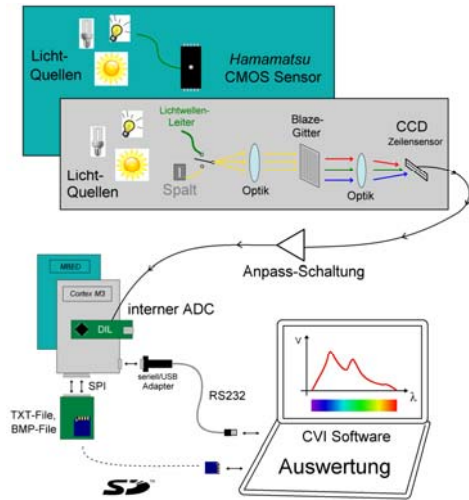 Licht-
Quellen
Hamamatsu
CMOS Sensor
Lichtwellen-
Leiter
Licht-
Quellen
Spalt
Optik
Blaze-
Gitter
Optik
CCD
Zeilensensor
Anpass-Schaltung
MBED
Cortex M3
DIL
interner ADC
seriell/USB
Adapter
RS232
SPI
TXT-File,
BMP-File
SD
V
λ
CVI Software
Auswertung